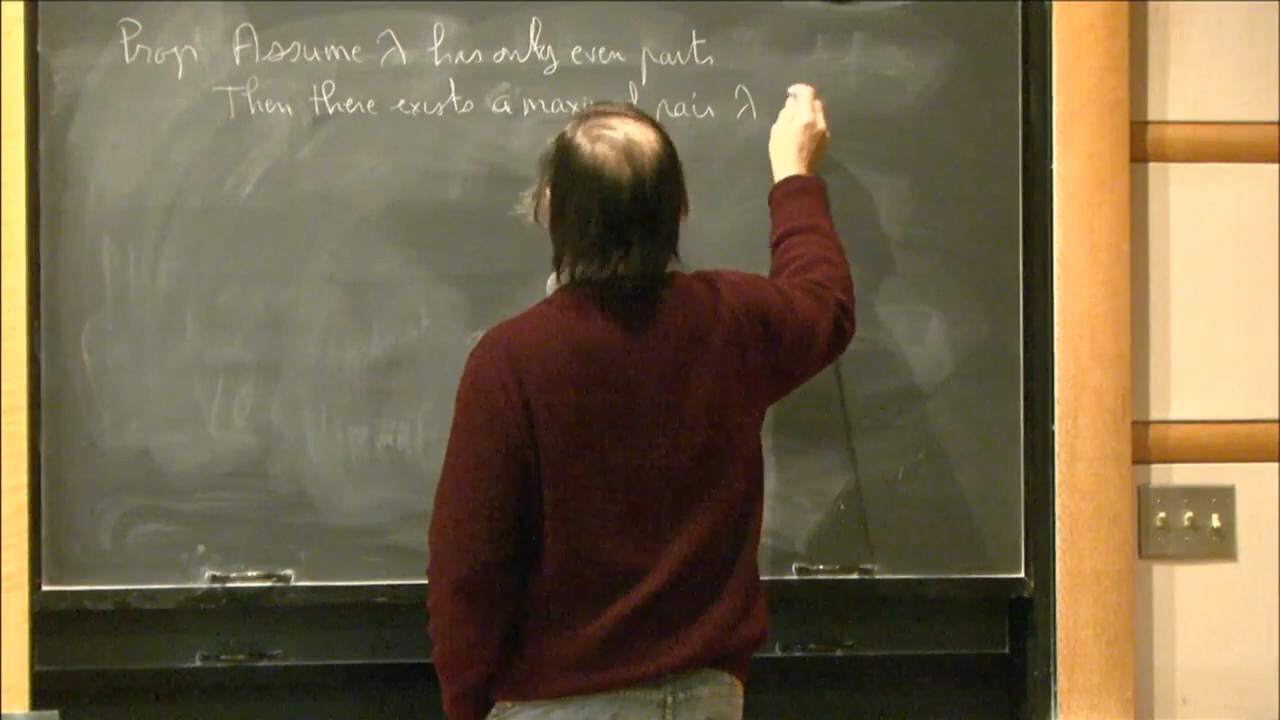 Prop Assume λ has only even parts
Then there exists a maximal pair λ